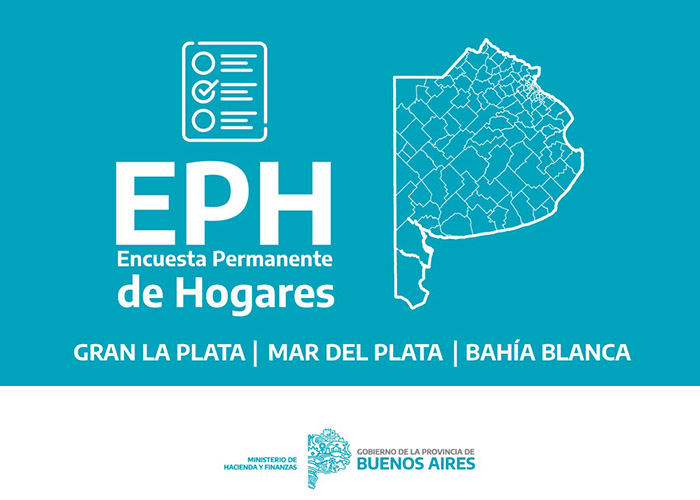 EPH
Encuesta Permanente
de Hogares
GRAN LA PLATA | MAR DEL PLATA | BAHÍA BLANCA
MINISTERIO DE
HACIENDA Y FINANZAS
GOBIERNO DE LA PROVINCIA DE
BUENOS AIRES